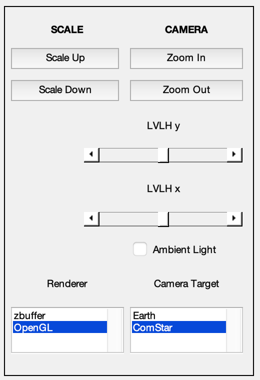 SCALE CAMERA
Scale Up Zoom In
Scale Down Zoom Out
LVLH y
LVLH x
Ambient Light
Renderer Camera Target
zbuffer Earth
OpenGL ComStar